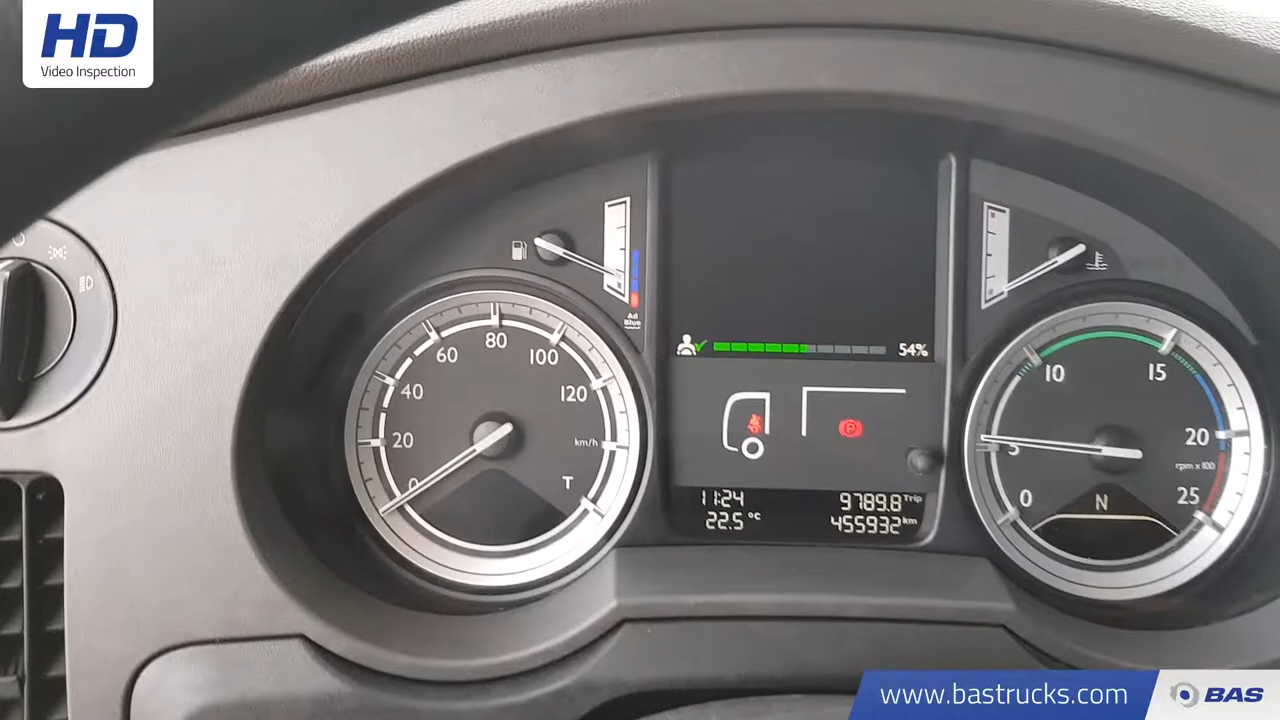 HD
Video Inspection
Ad
Blue
54%
0
20
40
60
80
100
120
km/h
T
P
11:24
22.5 °C
9789.8 Trip
455932 km
0
5
10
15
20
25
rpm x 100
N
www.bastrucks.com
BAS